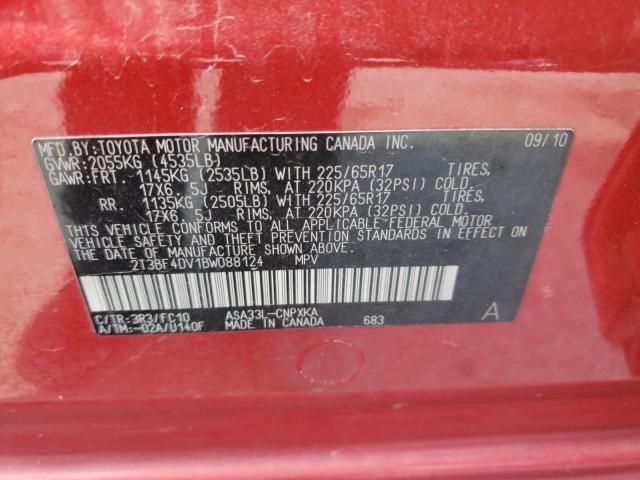 MFD.BY:TOYOTA MOTOR MANUFACTURING CANADA INC. 09/10
GVWR:2055KG (4535LB)
GAWR:FRT. 1145KG (2535LB) WITH 225/65R17 TIRES,
17X6. 5J RIMS, AT 220KPA (32PSI) COLD.
RR. 1135KG (2505LB) WITH 225/65R17 TIRES,
17X6. 5J RIMS, AT 220KPA (32PSI) COLD.
THIS VEHICLE CONFORMS TO ALL APPLICABLE FEDERAL MOTOR
VEHICLE SAFETY, BUMPER, AND THEFT PREVENTION STANDARDS IN EFFECT ON
THE DATE OF MANUFACTURE SHOWN ABOVE.
2T3BF4DV1BW088124 MPV
C/TR:3R3/FC10 ASA33L-CNPXKA A
A/TM:-02A/U140F MADE IN CANADA 683